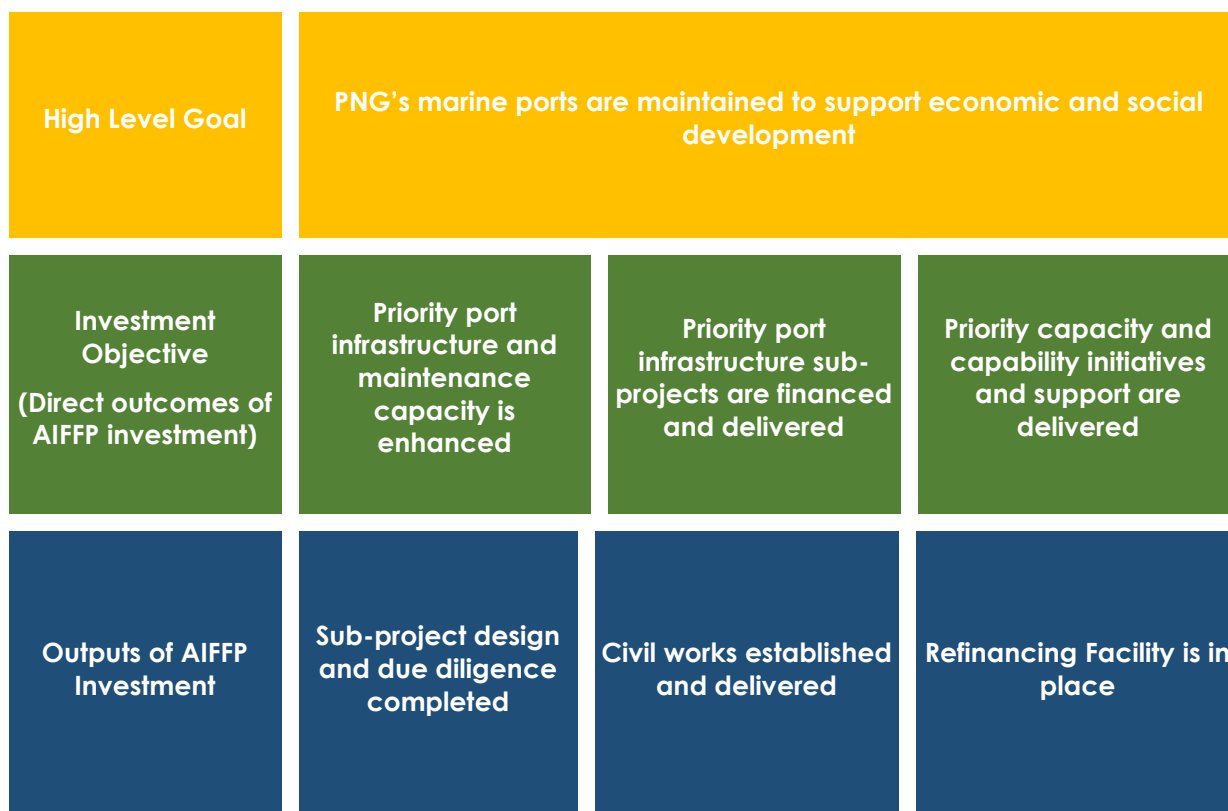 High Level Goal
PNG's marine ports are maintained to support economic and social
development
Investment
Objective
(Direct outcomes of
AIFFP investment)
Priority port
infrastructure and
maintenance
capacity is
enhanced
Priority port
infrastructure sub-
projects are financed
and delivered
Priority capacity and
capability initiatives
and support are
delivered
Outputs of AIFFP
Investment
Sub-project design
and due diligence
completed
Civil works established
and delivered
Refinancing Facility is in
place